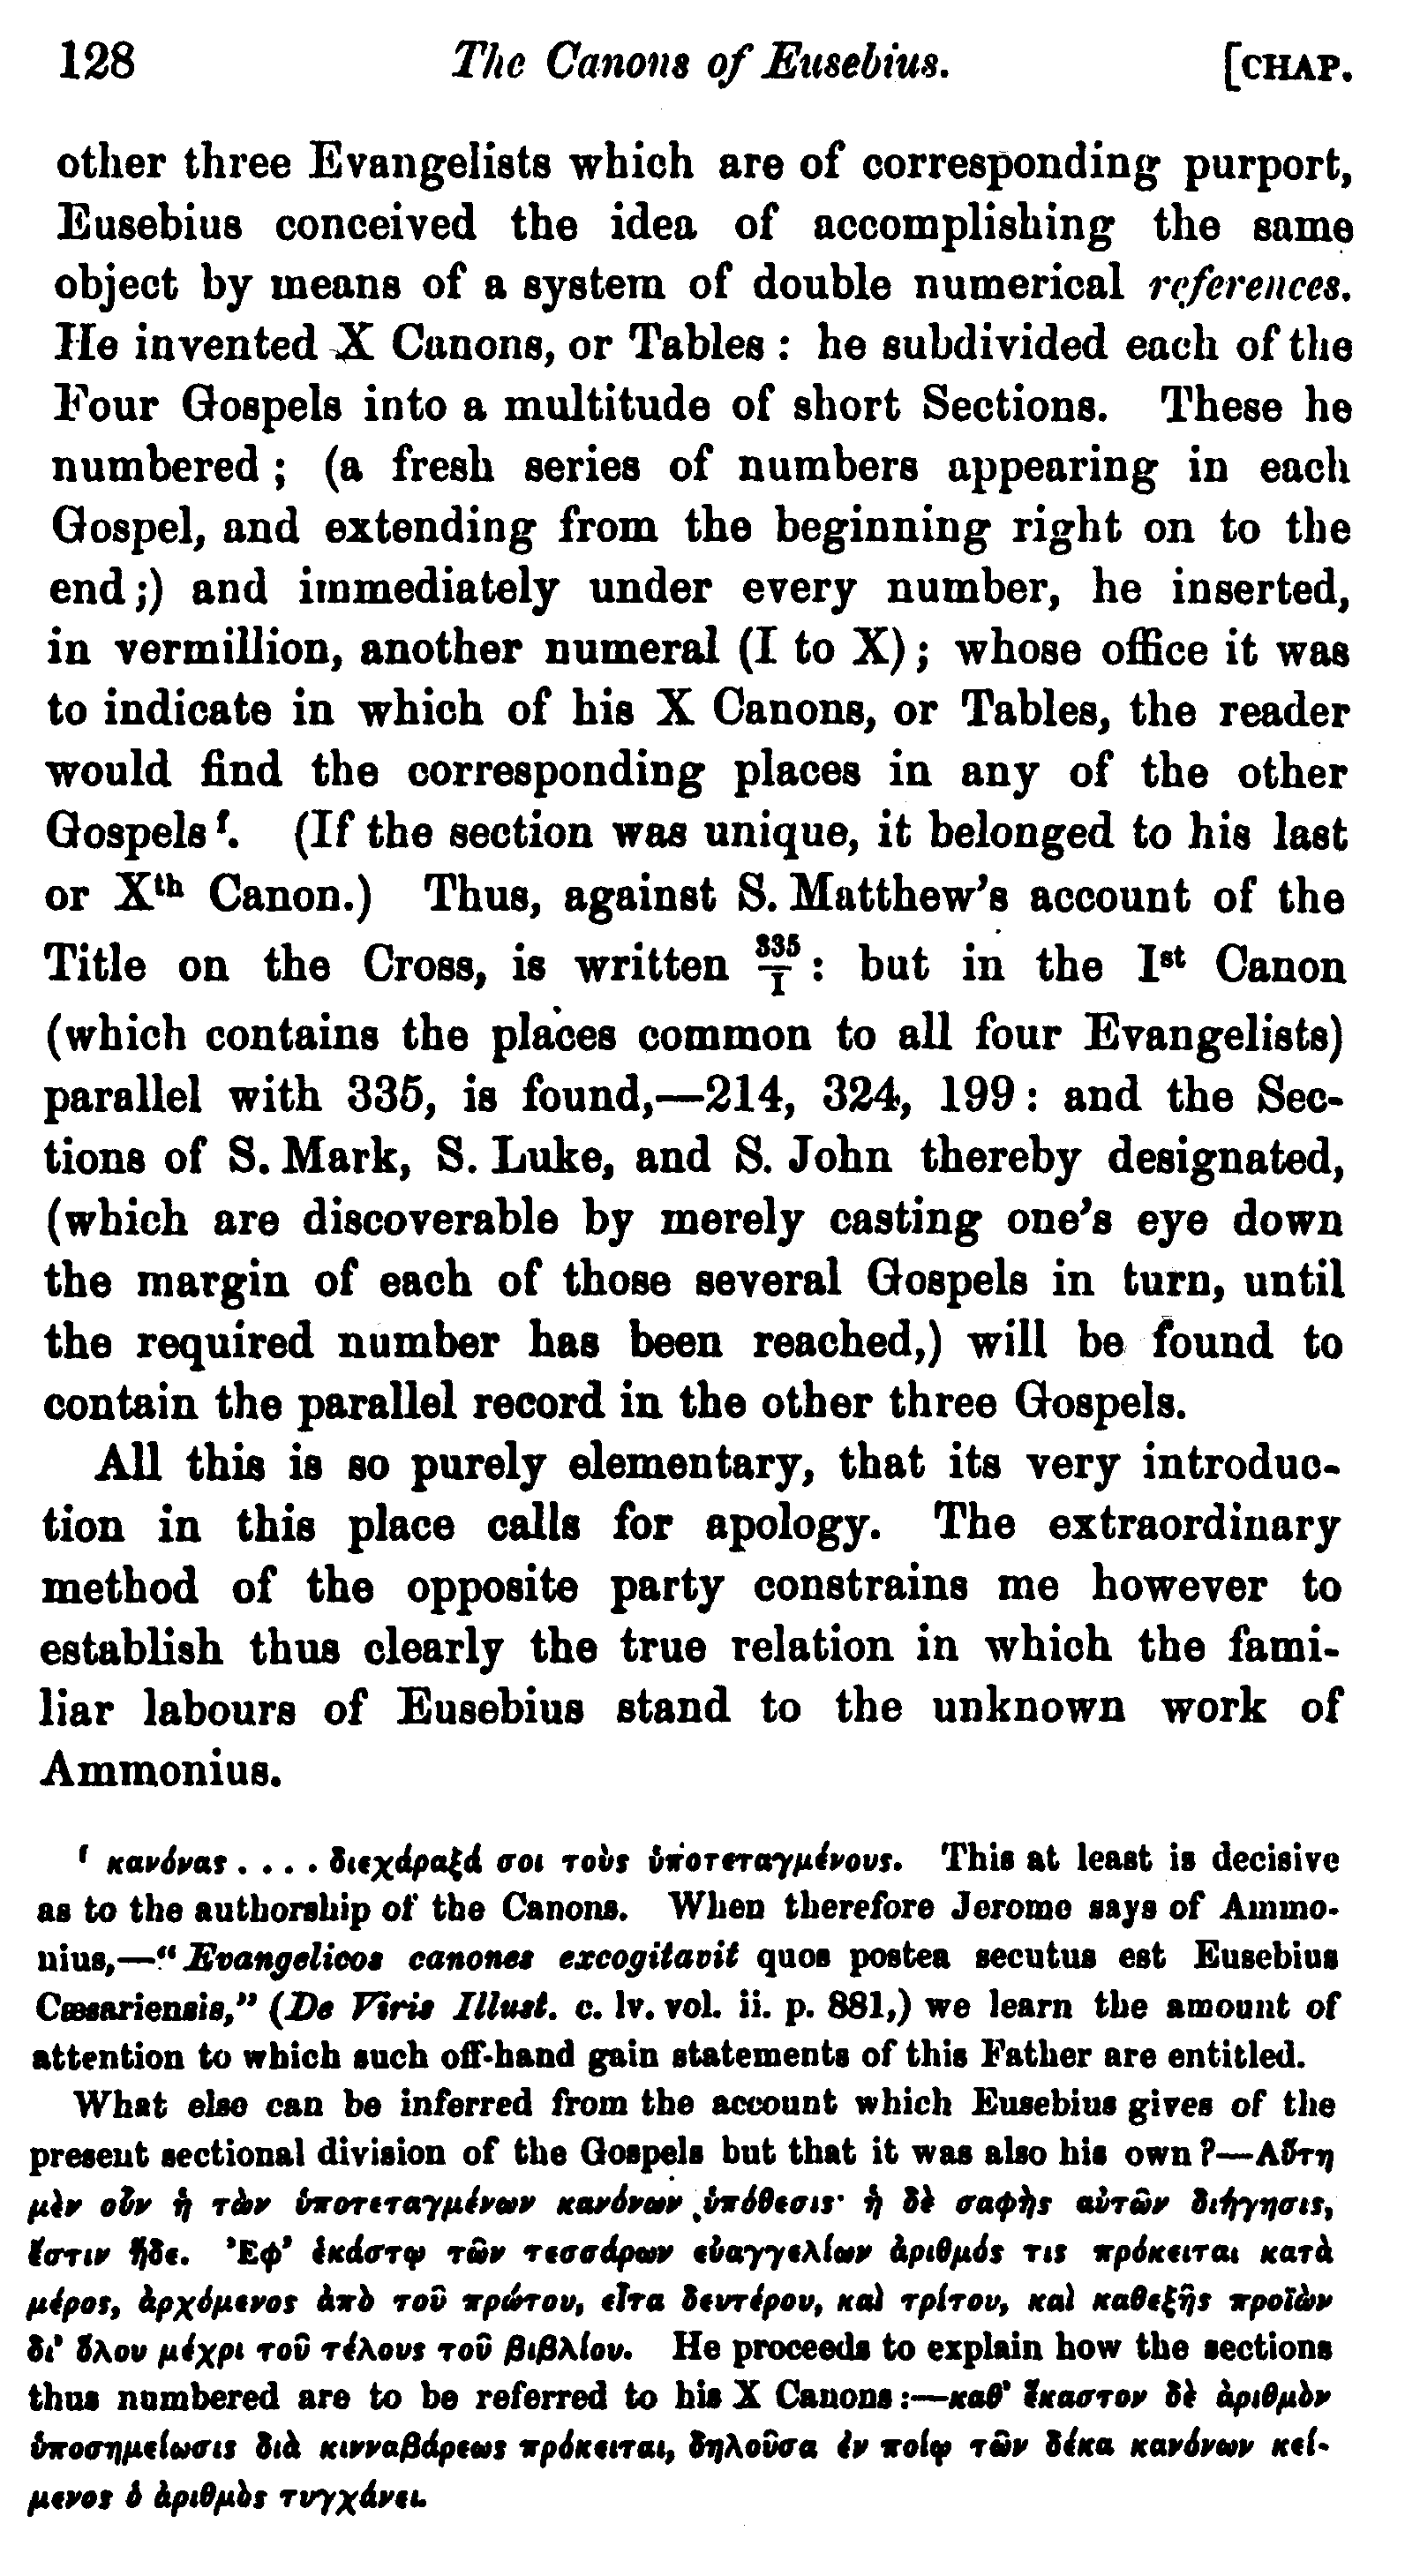 128 The Canons of Eusebius. [CHAP.
other three Evangelists which are of corresponding purport,
Eusebius conceived the idea of accomplishing the same
object by means of a system of double numerical references.
He invented X Canons, or Tables : he subdivided each of the
Four Gospels into a multitude of short Sections. These he
numbered ; (a fresh series of numbers appearing in each
Gospel, and extending from the beginning right on to the
end ;) and immediately under every number, he inserted,
in vermillion, another numeral (I to X) ; whose office it was
to indicate in which of his X Canons, or Tables, the reader
would find the corresponding places in any of the other
Gospels f. (If the section was unique, it belonged to his last
or Xth Canon.) Thus, against S. Matthew's account of the
Title on the Cross, is written 335/I : but in the Ist Canon
(which contains the places common to all four Evangelists)
parallel with 335, is found,—214, 324, 199 : and the Sec-
tions of S. Mark, S. Luke, and S. John thereby designated,
(which are discoverable by merely casting one's eye down
the margin of each of those several Gospels in turn, until
the required number has been reached,) will be found to
contain the parallel record in the other three Gospels.
All this is so purely elementary, that its very introduc-
tion in this place calls for apology. The extraordinary
method of the opposite party constrains me however to
establish thus clearly the true relation in which the fami-
liar labours of Eusebius stand to the unknown work of
Ammonius.
f κανόνας . . . . διεχάραξά σοι τοὺς ὑποτεταγμένους. This at least is decisive
as to the authorship of the Canons. When therefore Jerome says of Ammo-
nius,—“ Evangelicos canones excogitavit quos postea secutus est Eusebius
Cæsariensis,” (De Viris Illust. c. lv. vol. ii. p. 881,) we learn the amount of
attention to which such off-hand gain statements of this Father are entitled.
What else can be inferred from the account which Eusebius gives of the
present sectional division of the Gospels but that it was also his own ?—Αὕτη
μὲν οὖν ἡ τῶν ὑποτεταγμένων κανόνων ὑπόθεσις· ἡ δὲ σαφὴς αὐτῶν διήγησις,
ἔστιν ἥδε. Ἐφ' ἑκάστῳ τῶν τεσσάρων εὐαγγελίων ἀριθμός τις πρόκειται κατὰ
μέρος, ἀρχόμενος ἀπὸ τοῦ πρώτου, εἶτα δευτέρου, καὶ τρίτου, καὶ καθεξῆς προϊὼν
δι' ὅλου μέχρι τοῦ τέλους τοῦ βιβλίου. He proceeds to explain how the sections
thus numbered are to be referred to his X Canons :—καθ' ἕκαστον δὲ ἀριθμὸν
ὑποσημείωσις διὰ κινναβάρεως πρόκειται, δηλοῦσα ἐν ποίῳ τῶν δέκα κανόνων κεί-
μενος ὁ ἀριθμὸς τυγχάνει.